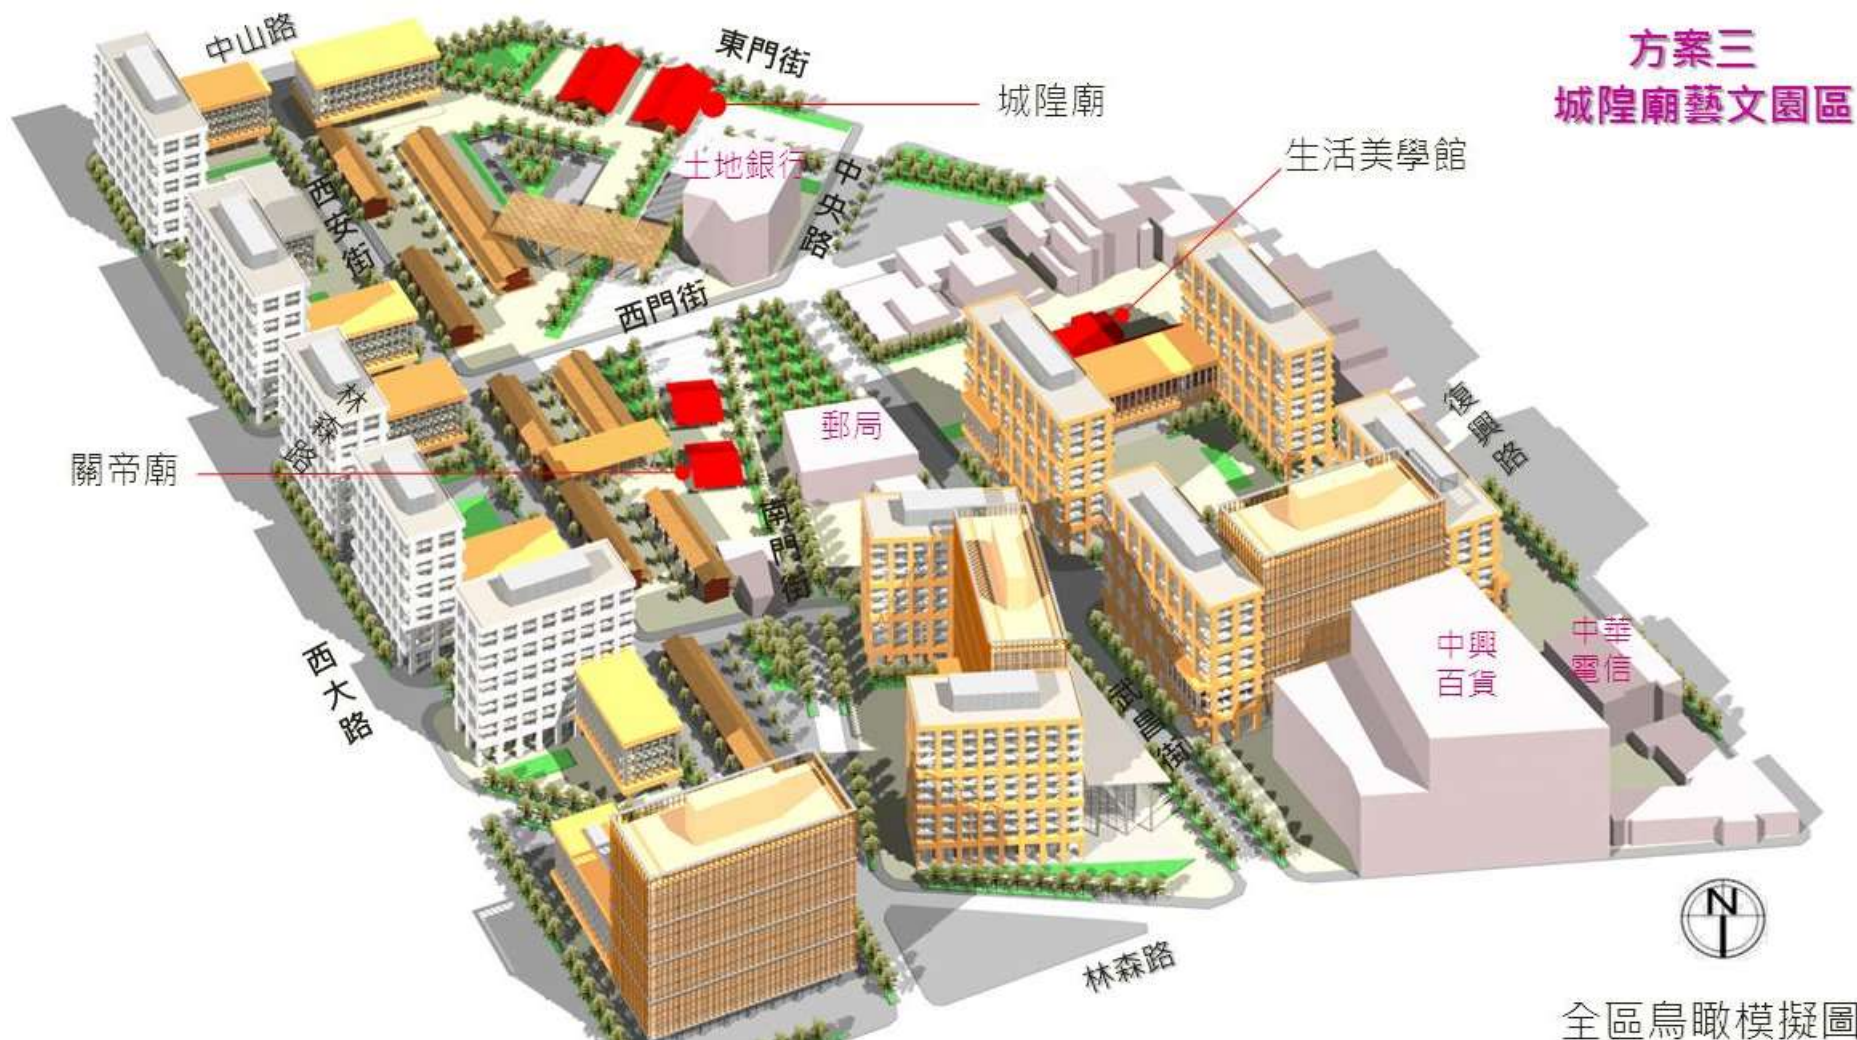 方案三
城隍廟藝文園區
中山路
東門街
城隍廟
生活美學館
土地銀行
中央路
西安街
西門街
林森路
復興路
郵局
關帝廟
南門街
中興
百貨
中華
電信
西大路
武昌街
林森路
N
全區鳥瞰模擬圖